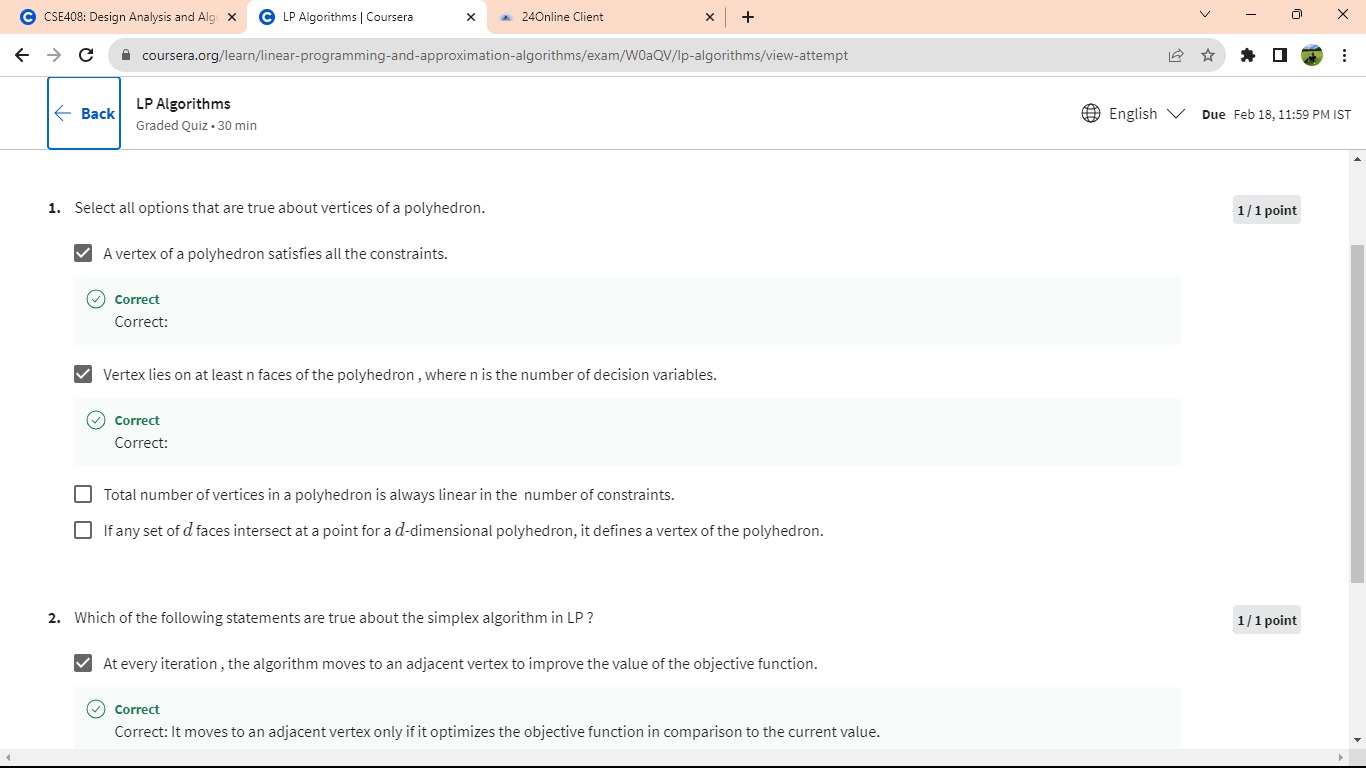 CSE408: Design Analysis and Alg
LP Algorithms | Coursera
24Online Client
coursera.org/learn/linear-programming-and-approximation-algorithms/exam/W0aQV/lp-algorithms/view-attempt
Back
LP Algorithms
Graded Quiz • 30 min
English
Due Feb 18, 11:59 PM IST
1. Select all options that are true about vertices of a polyhedron.
1 / 1 point
A vertex of a polyhedron satisfies all the constraints.
Correct
Correct:
Vertex lies on at least n faces of the polyhedron , where n is the number of decision variables.
Correct
Correct:
Total number of vertices in a polyhedron is always linear in the number of constraints.
If any set of d faces intersect at a point for a d-dimensional polyhedron, it defines a vertex of the polyhedron.
2. Which of the following statements are true about the simplex algorithm in LP ?
1 / 1 point
At every iteration , the algorithm moves to an adjacent vertex to improve the value of the objective function.
Correct
Correct: It moves to an adjacent vertex only if it optimizes the objective function in comparison to the current value.